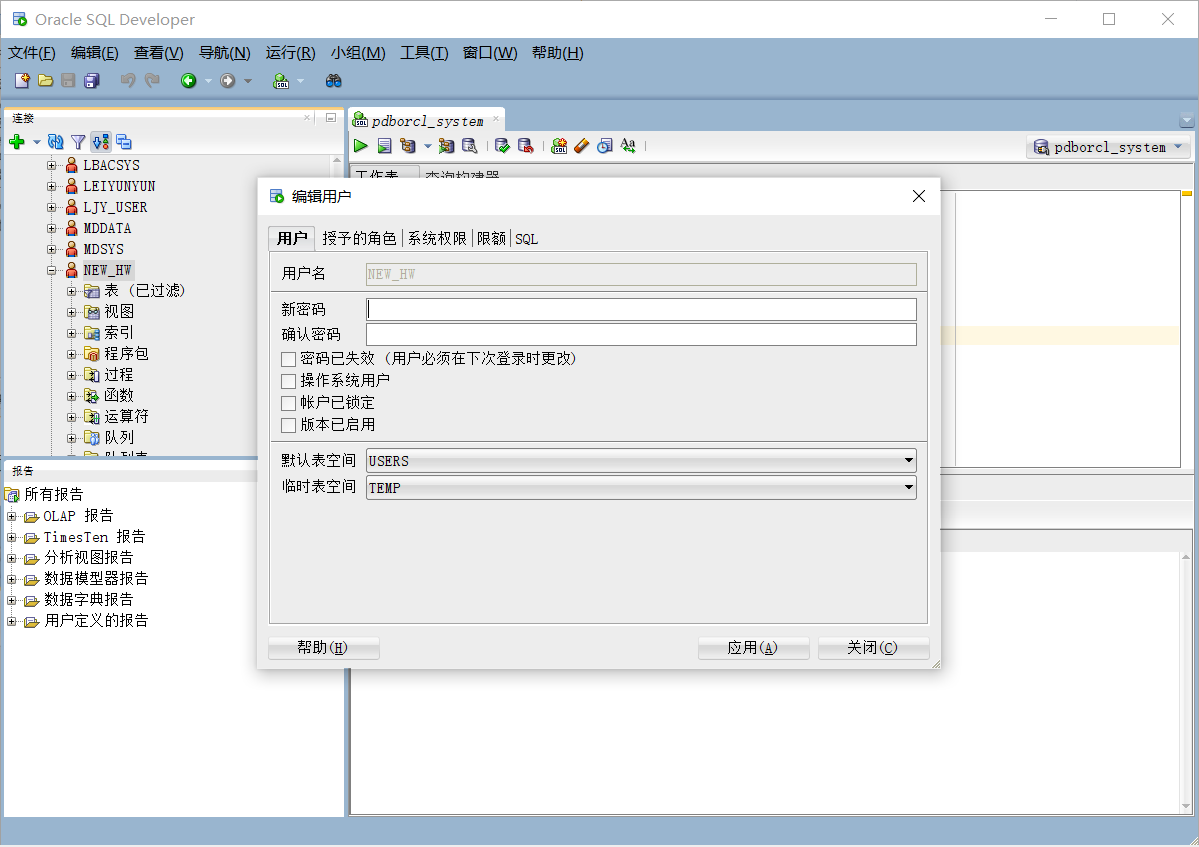 Oracle SQL Developer
文件(F) 编辑(E) 查看(V) 导航(N) 运行(R) 小组(M) 工具(T) 窗口(W) 帮助(H)
连接
LBACSYS
LEIYUNYUN
LJY_USER
MDDATA
MDSYS
NEW_HW
表 (已过滤)
视图
索引
程序包
过程
函数
运算符
队列
队列表
报告
所有报告
OLAP 报告
TimesTen 报告
分析视图报告
数据模型器报告
数据字典报告
用户定义的报告
pdborcl_system
pdborcl_system
工作表 查询构建器
编辑用户
用户 授予的角色 系统权限 限额 SQL
用户名 NEW_HW
新密码
确认密码
密码已失效 (用户必须在下次登录时更改)
操作系统用户
帐户已锁定
版本已启用
默认表空间 USERS
临时表空间 TEMP
帮助(H) 应用(A) 关闭(C)